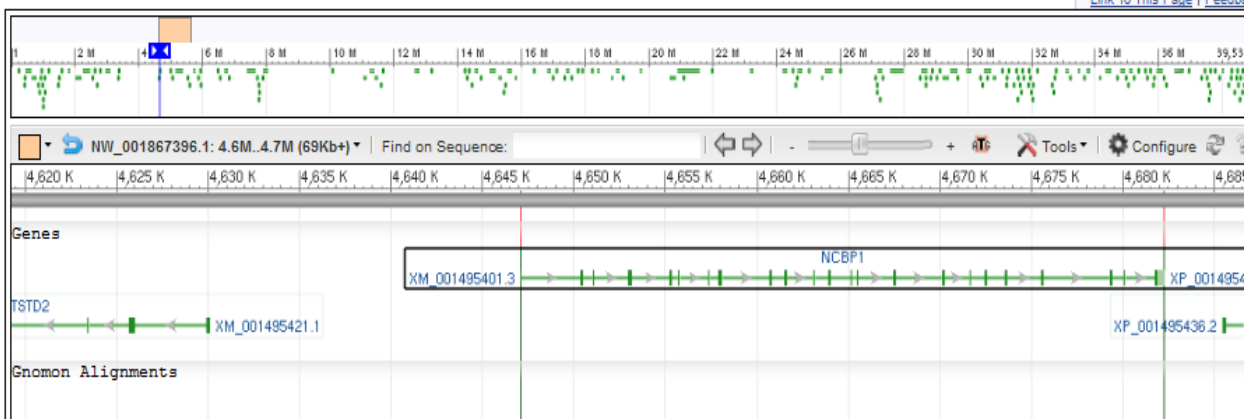 Link To This Page | Feedba
1 2 M 4 6 M 8 M 10 M 12 M 14 M 16 M 18 M 20 M 22 M 24 M 26 M 28 M 30 M 32 M 34 M 36 M 39,53
NW_001867396.1: 4.6M..4.7M (69Kb+) Find on Sequence: - + ATG Tools Configure
4,620 K 4,625 K 4,630 K 4,635 K 4,640 K 4,645 K 4,650 K 4,655 K 4,660 K 4,665 K 4,670 K 4,675 K 4,680 K 4,685
Genes
NCBP1
XM_001495401.3 XP_0014954
TSTD2
XM_001495421.1 XP_001495436.2
Gnomon Alignments